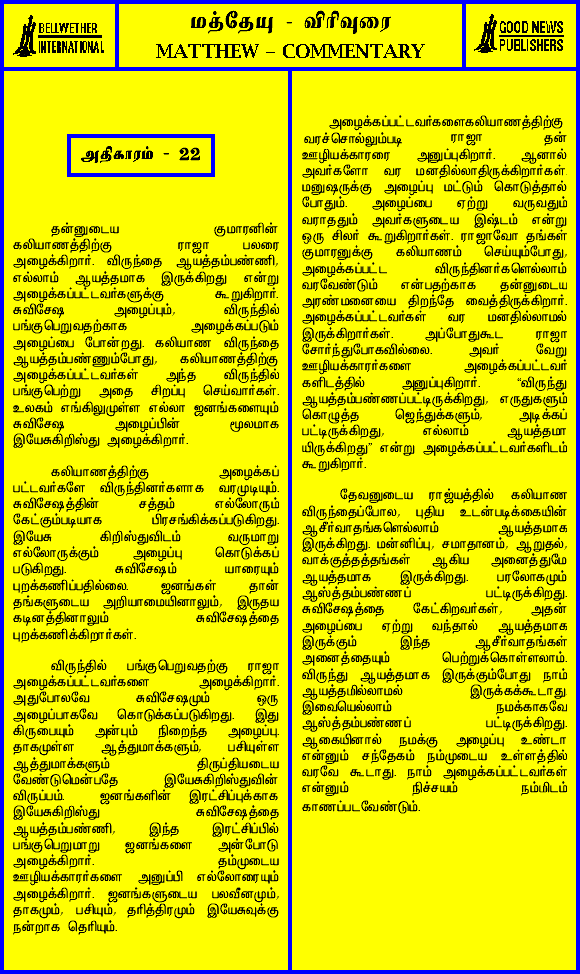 BELLWETHER
INTERNATIONAL
மத்தேயு - விரிவுரை
MATTHEW – COMMENTARY
GOOD NEWS
PUBLISHERS
அதிகாரம் - 22
தன்னுடைய குமாரனின்
கலியாணத்திற்கு ராஜா பலரை
அழைக்கிறார். விருந்தை ஆயத்தம்பண்ணி,
எல்லாம் ஆயத்தமாக இருக்கிறது என்று
அழைக்கப்பட்டவர்களுக்கு கூறுகிறார்.
சுவிசேஷ அழைப்பும், விருந்தில்
பங்குபெறுவதற்காக அழைக்கப்படும்
அழைப்பை போன்றது. கலியாண விருந்தை
ஆயத்தம்பண்ணும்போது, கலியாணத்திற்கு
அழைக்கப்பட்டவர்கள் அந்த விருந்தில்
பங்குபெற்று அதை சிறப்பு செய்வார்கள்.
உலகம் எங்கிலுமுள்ள எல்லா ஜனங்களையும்
சுவிசேஷ அழைப்பின் மூலமாக
இயேசுகிறிஸ்து அழைக்கிறார்.
கலியாணத்திற்கு அழைக்கப்
பட்டவர்களே விருந்தினர்களாக வரமுடியும்.
சுவிசேஷத்தின் சத்தம் எல்லோரும்
கேட்கும்படியாக பிரசங்கிக்கப்படுகிறது.
இயேசு கிறிஸ்துவிடம் வருமாறு
எல்லோருக்கும் அழைப்பு கொடுக்கப்
படுகிறது. சுவிசேஷம் யாரையும்
புறக்கணிப்பதில்லை. ஜனங்கள் தான்
தங்களுடைய அறியாமையினாலும், இருதய
கடினத்தினாலும் சுவிசேஷத்தை
புறக்கணிக்கிறார்கள்.
விருந்தில் பங்குபெறுவதற்கு ராஜா
அழைக்கப்பட்டவர்களை அழைக்கிறார்.
அதுபோலவே சுவிசேஷமும் ஒரு
அழைப்பாகவே கொடுக்கப்படுகிறது. இது
கிருபையும் அன்பும் நிறைந்த அழைப்பு.
தாகமுள்ள ஆத்துமாக்களும், பசியுள்ள
ஆத்துமாக்களும் திருப்தியடைய
வேண்டுமென்பதே இயேசுகிறிஸ்துவின்
விருப்பம். ஜனங்களின் இரட்சிப்புக்காக
இயேசுகிறிஸ்து சுவிசேஷத்தை
ஆயத்தம்பண்ணி, இந்த இரட்சிப்பில்
பங்குபெறுமாறு ஜனங்களை அன்போடு
அழைக்கிறார். தம்முடைய
ஊழியக்காரர்களை அனுப்பி எல்லோரையும்
அழைக்கிறார். ஜனங்களுடைய பலவீனமும்,
தாகமும், பசியும், தரித்திரமும் இயேசுவுக்கு
நன்றாக தெரியும்.
அழைக்கப்பட்டவர்களைகலியாணத்திற்கு
வரச்சொல்லும்படி ராஜா தன்
ஊழியக்காரரை அனுப்புகிறார். ஆனால்
அவர்களோ வர மனதில்லாதிருக்கிறார்கள்.
மனுஷருக்கு அழைப்பு மட்டும் கொடுத்தால்
போதும். அழைப்பை ஏற்று வருவதும்
வராததும் அவர்களுடைய இஷ்டம் என்று
ஒரு சிலர் கூறுகிறார்கள். ராஜாவோ தங்கள்
குமாரனுக்கு கலியாணம் செய்யும்போது,
அழைக்கப்பட்ட விருந்தினர்களெல்லாம்
வரவேண்டும் என்பதற்காக தன்னுடைய
அரண்மனையை திறந்தே வைத்திருக்கிறார்.
அழைக்கப்பட்டவர்கள் வர மனதில்லாமல்
இருக்கிறார்கள். அப்போதுகூட ராஜா
சோர்ந்துபோகவில்லை. அவர் வேறு
ஊழியக்காரர்களை அழைக்கப்பட்டவர்
களிடத்தில் அனுப்புகிறார். “விருந்து
ஆயத்தம்பண்ணப்பட்டிருக்கிறது, எருதுகளும்
கொழுத்த ஜெந்துக்களும், அடிக்கப்
பட்டிருக்கிறது, எல்லாம் ஆயத்தமா
யிருக்கிறது” என்று அழைக்கப்பட்டவர்களிடம்
கூறுகிறார்.
தேவனுடைய ராஜ்யத்தில் கலியாண
விருந்தைப்போல, புதிய உடன்படிக்கையின்
ஆசீர்வாதங்களெல்லாம் ஆயத்தமாக
இருக்கிறது. மன்னிப்பு, சமாதானம், ஆறுதல்,
வாக்குத்தத்தங்கள் ஆகிய அனைத்துமே
ஆயத்தமாக இருக்கிறது. பரலோகமும்
ஆஸ்த்தம்பண்ணப் பட்டிருக்கிறது.
சுவிசேஷத்தை கேட்கிறவர்கள், அதன்
அழைப்பை ஏற்று வந்தால் ஆயத்தமாக
இருக்கும் இந்த ஆசீர்வாதங்கள்
அனைத்தையும் பெற்றுக்கொள்ளலாம்.
விருந்து ஆயத்தமாக இருக்கும்போது நாம்
ஆயத்தமில்லாமல் இருக்கக்கூடாது.
இவையெல்லாம் நமக்காகவே
ஆஸ்த்தம்பண்ணப் பட்டிருக்கிறது.
ஆகையினால் நமக்கு அழைப்பு உண்டா
என்னும் சந்தேகம் நம்முடைய உள்ளத்தில்
வரவே கூடாது. நாம் அழைக்கப்பட்டவர்கள்
என்னும் நிச்சயம் நம்மிடம்
காணப்படவேண்டும்.